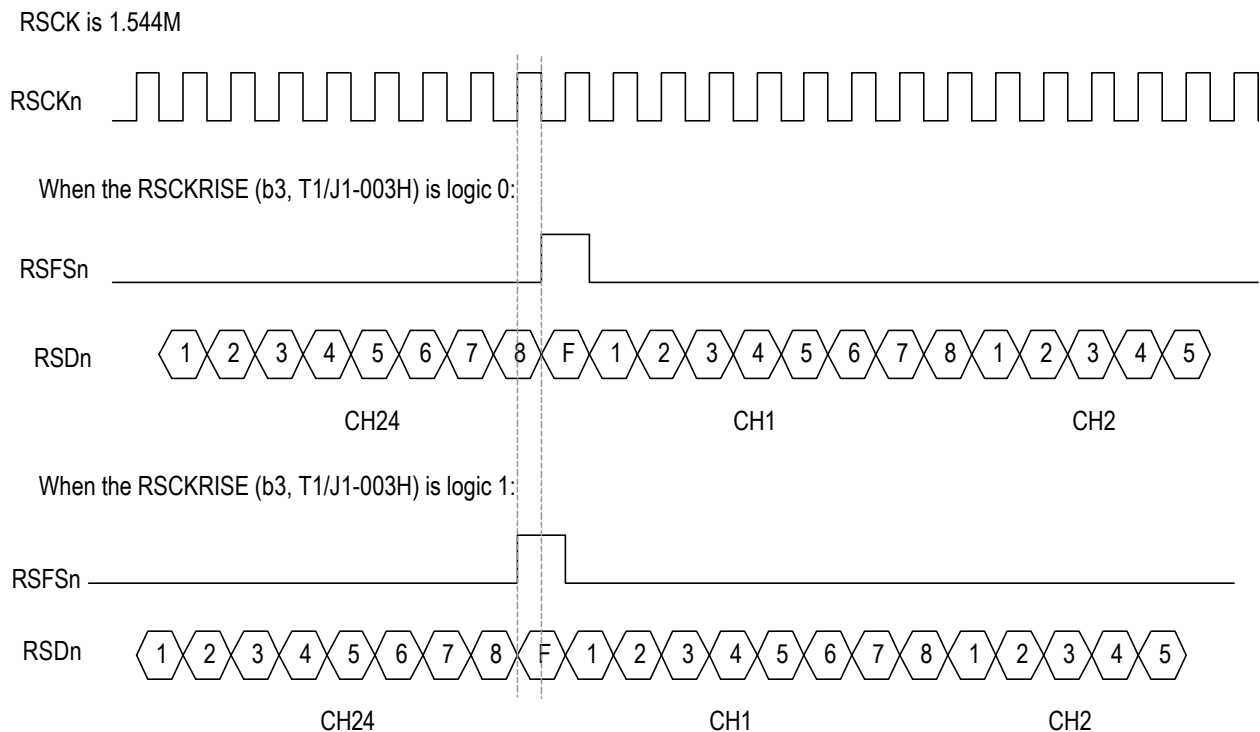 RSCK is 1.544M
RSCKn
When the RSCKRISE (b3, T1/J1-003H) is logic 0:
RSFSn
RSDn 1 2 3 4 5 6 7 8 F 1 2 3 4 5 6 7 8 1 2 3 4 5
CH24 CH1 CH2
When the RSCKRISE (b3, T1/J1-003H) is logic 1:
RSFSn
RSDn 1 2 3 4 5 6 7 8 F 1 2 3 4 5 6 7 8 1 2 3 4 5
CH24 CH1 CH2